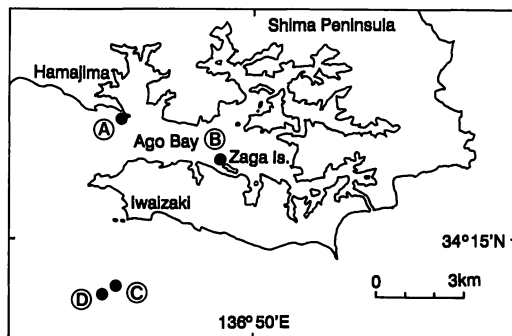 Shima Peninsula
Hamajima
A
B
Ago Bay
Zaga Is.
Iwaizaki
34°15'N
C
D
0 3km
136°50'E